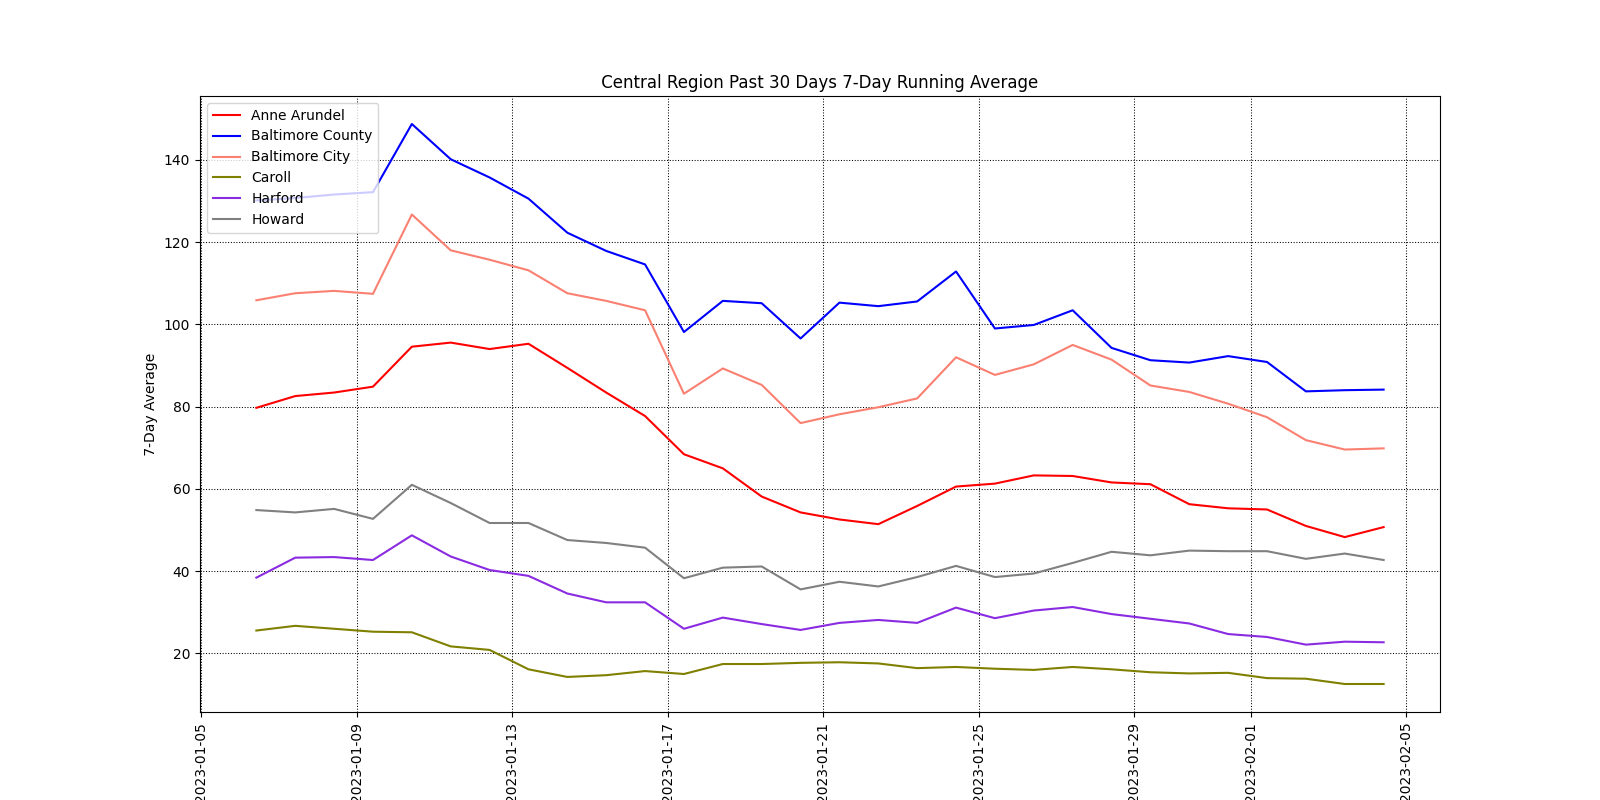 Central Region Past 30 Days 7-Day Running Average
Anne Arundel
Baltimore County
Baltimore City
Caroll
Harford
Howard
140
120
100
80
60
40
20
7-Day Average
2023-01-05
2023-01-09
2023-01-13
2023-01-17
2023-01-21
2023-01-25
2023-01-29
2023-02-01
2023-02-05